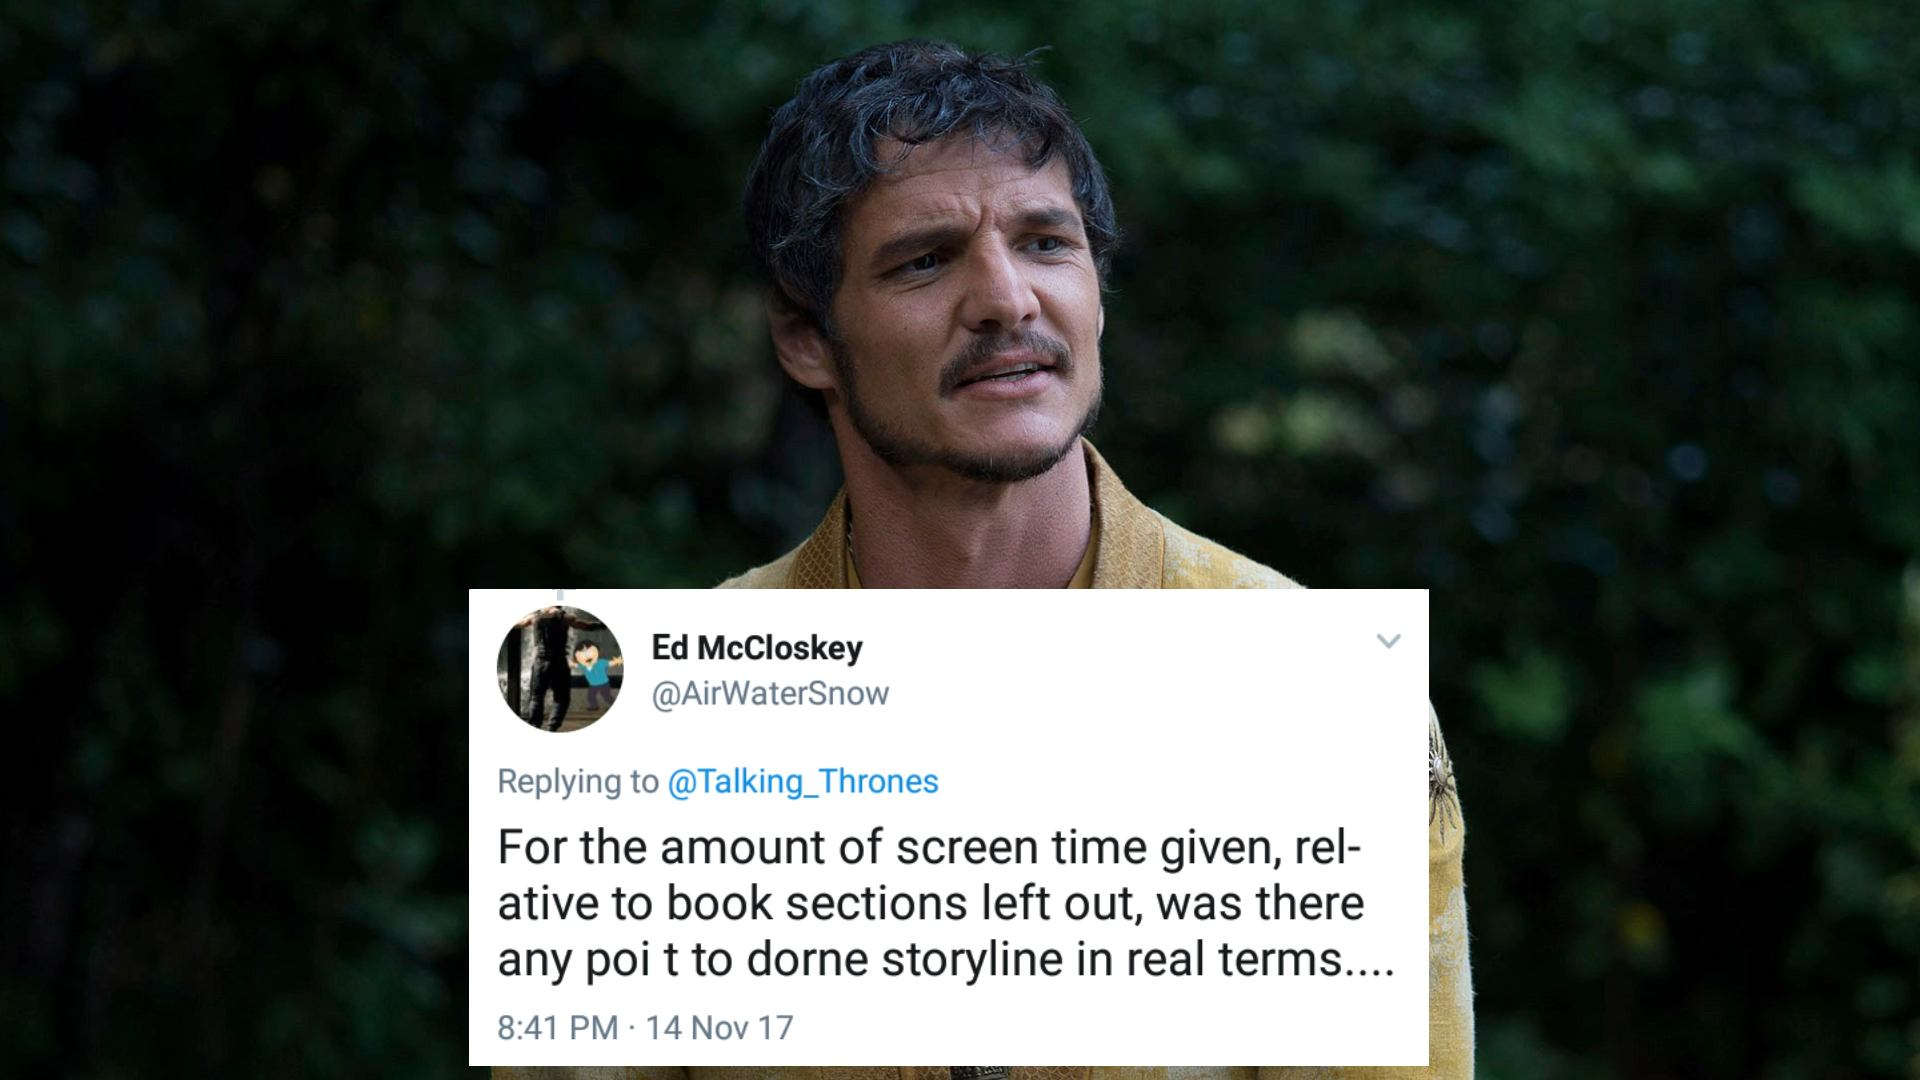 Ed McCloskey
@AirWaterSnow
Replying to @Talking_Thrones
For the amount of screen time given, rel-
ative to book sections left out, was there
any poi t to dorne storyline in real terms....
8:41 PM · 14 Nov 17